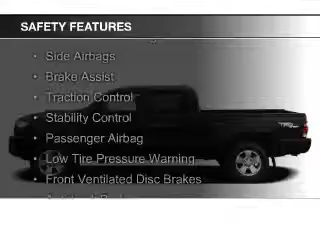 SAFETY FEATURES
• Side Airbags
• Brake Assist
• Traction Control
• Stability Control
• Passenger Airbag
• Low Tire Pressure Warning
• Front Ventilated Disc Brakes